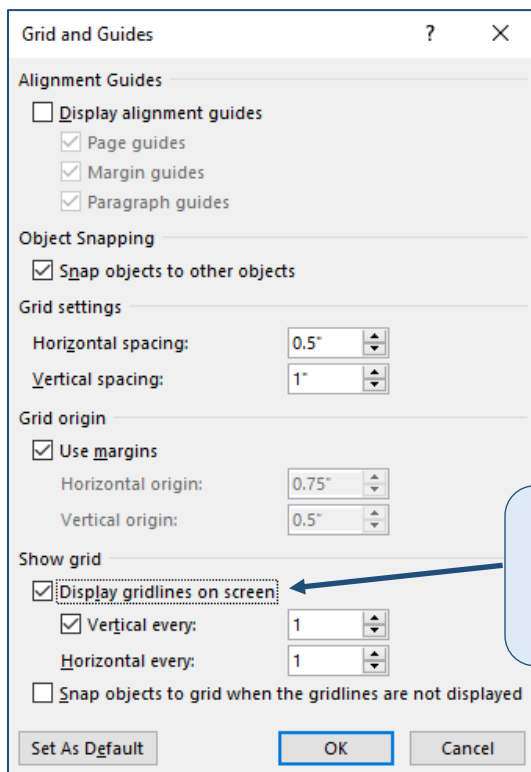 Grid and Guides ?
Alignment Guides
Display alignment guides
Page guides
Margin guides
Paragraph guides
Object Snapping
Snap objects to other objects
Grid settings
Horizontal spacing: 0.5"
Vertical spacing: 1"
Grid origin
Use margins
Horizontal origin: 0.75"
Vertical origin: 0.5"
Show grid
Display gridlines on screen
Vertical every: 1
Horizontal every: 1
Snap objects to grid when the gridlines are not displayed
Set As Default OK Cancel